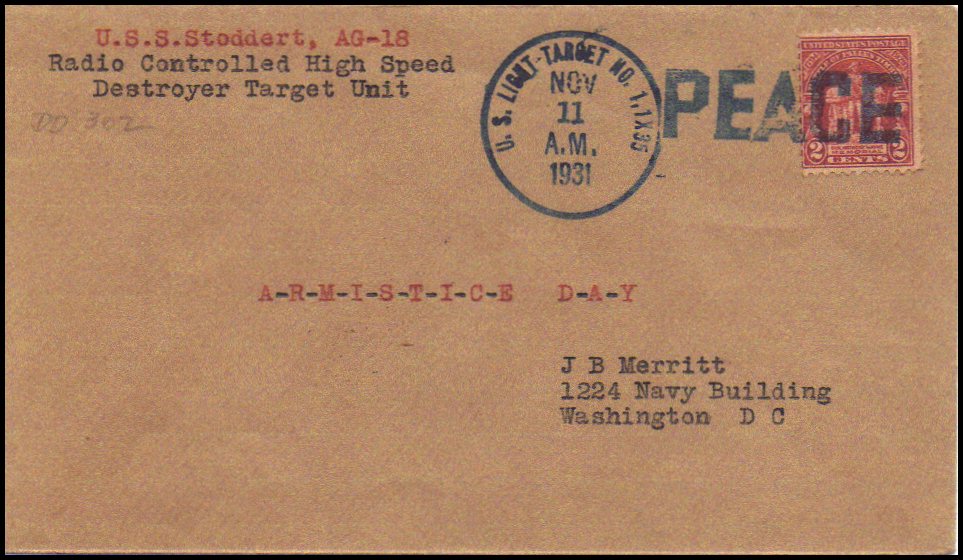 U.S.S.Stoddert, AG-18
Radio Controlled High Speed
Destroyer Target Unit
DD 302
U. S. LIGHT-TARGET NO. 1, IX36
NOV
11
A.M.
1931
PEACE
UNITED STATES POSTAGE
2 CENTS 2
A-R-M-I-S-T-I-C-E D-A-Y
J B Merritt
1224 Navy Building
Washington D C